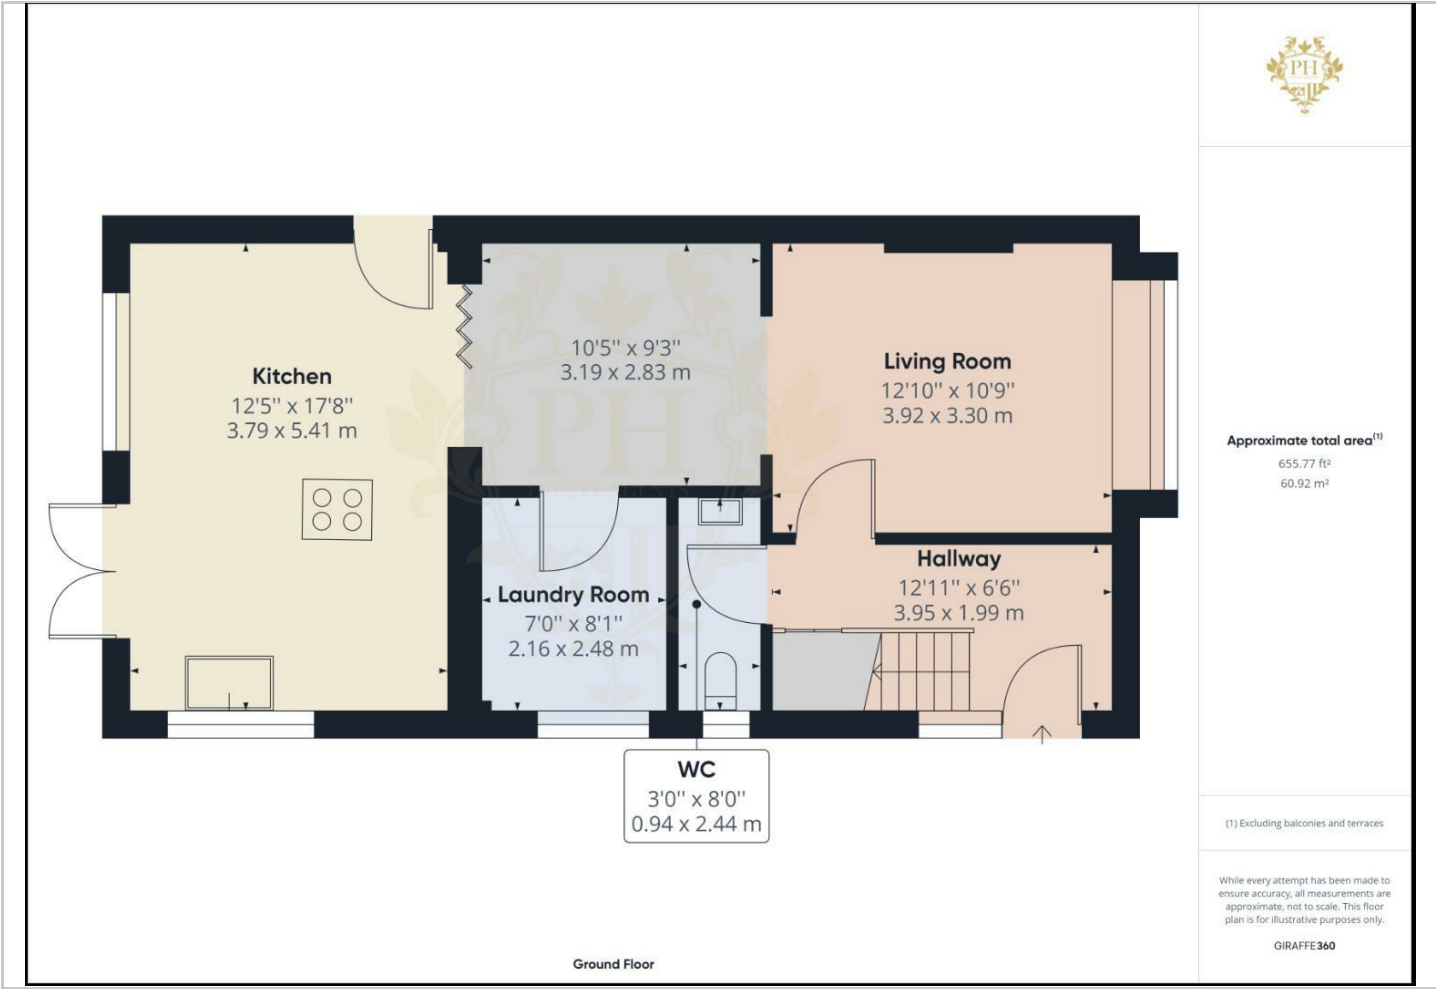 PH
Kitchen
12'5" x 17'8"
3.79 x 5.41 m
10'5" x 9'3"
3.19 x 2.83 m
PH
Living Room
12'10" x 10'9"
3.92 x 3.30 m
Laundry Room
7'0" x 8'1"
2.16 x 2.48 m
Hallway
12'11" x 6'6"
3.95 x 1.99 m
WC
3'0" x 8'0"
0.94 x 2.44 m
Ground Floor
Approximate total area(1)
655.77 ft²
60.92 m²
(1) Excluding balconies and terraces
While every attempt has been made to
ensure accuracy, all measurements are
approximate, not to scale. This floor
plan is for illustrative purposes only.
GIRAFFE360